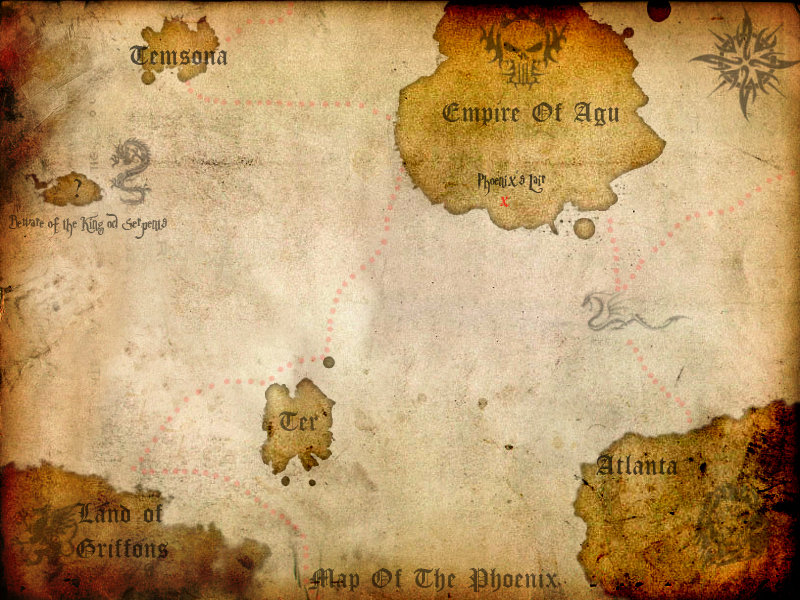 Temsona
Empire Of Agu
Phoenix's Lair
x
?
Beware of the King od Serpents
Ter
Atlanta
Land of
Griffons
Map Of The Phoenix